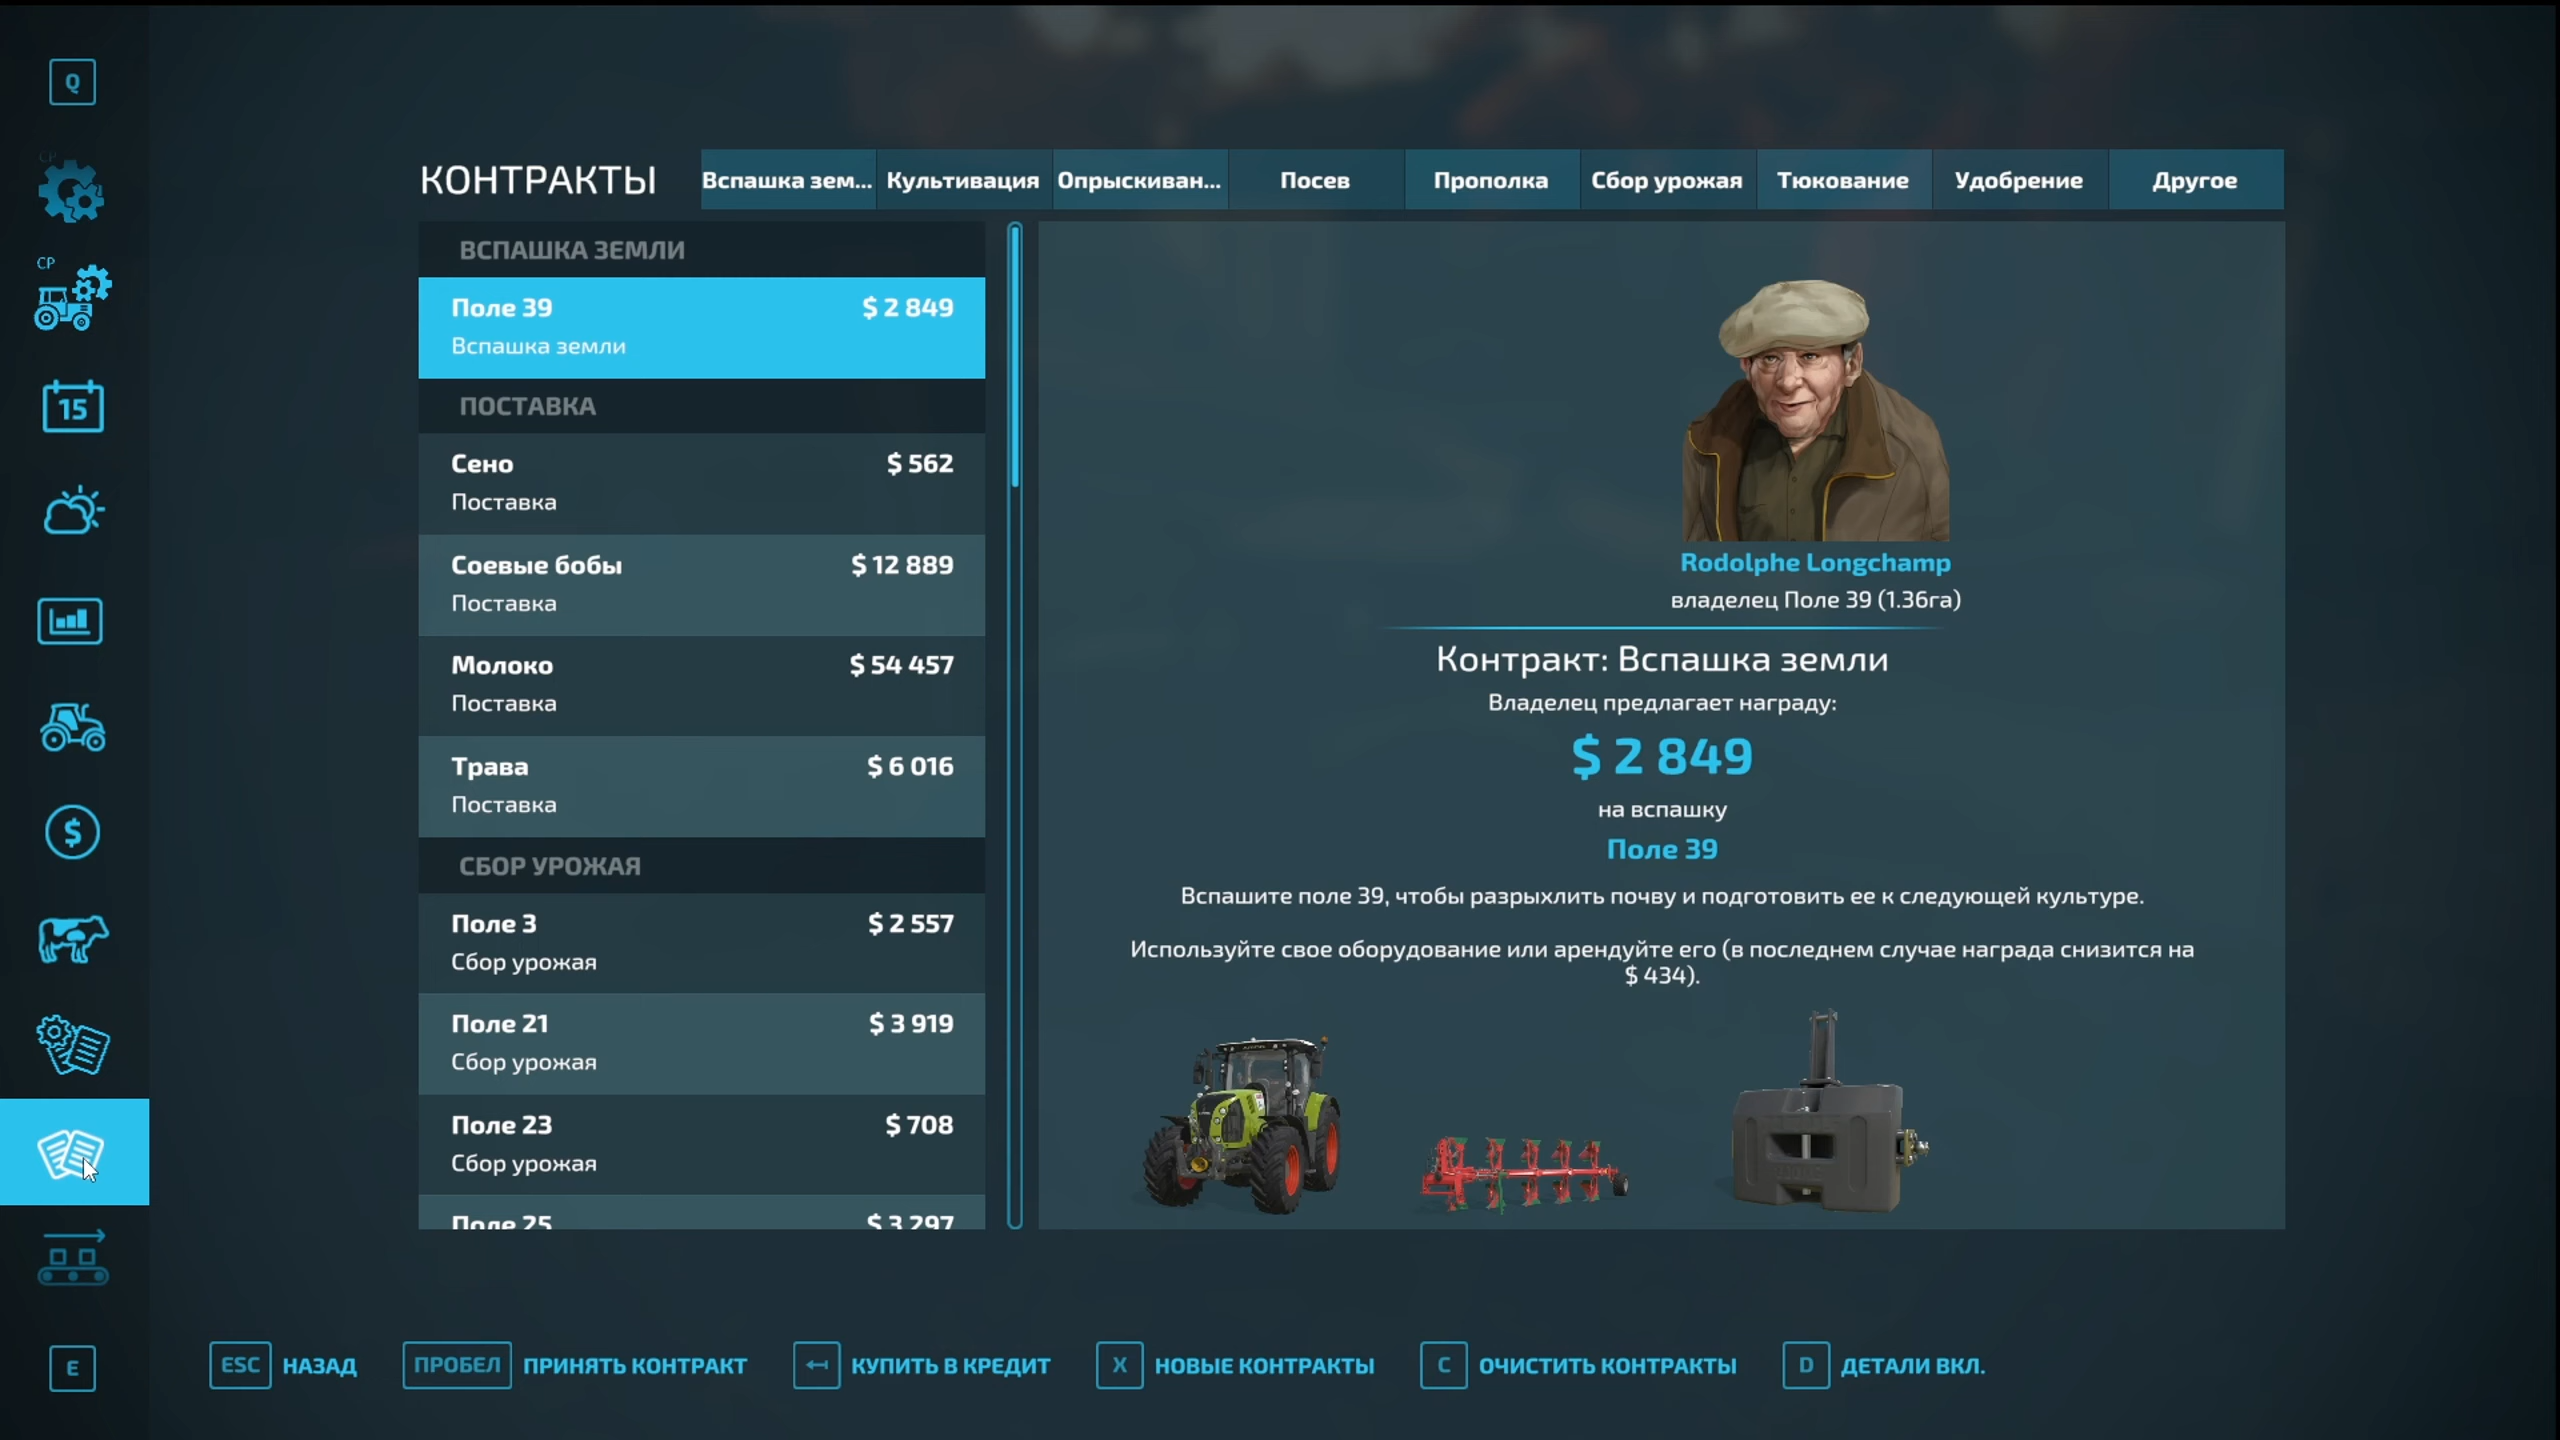 Q
CP
CP
15
$
E
КОНТРАКТЫ
Вспашка зем...
Культивация
Опрыскиван...
Посев
Прополка
Сбор урожая
Тюкование
Удобрение
Другое
ВСПАШКА ЗЕМЛИ
Поле 39 $ 2 849
Вспашка земли
ПОСТАВКА
Сено $ 562
Поставка
Соевые бобы $ 12 889
Поставка
Молоко $ 54 457
Поставка
Трава $ 6 016
Поставка
СБОР УРОЖАЯ
Поле 3 $ 2 557
Сбор урожая
Поле 21 $ 3 919
Сбор урожая
Поле 23 $ 708
Сбор урожая
Поле 25 $ 3 297
Rodolphe Longchamp
владелец Поле 39 (1.36га)
Контракт: Вспашка земли
Владелец предлагает награду:
$ 2 849
на вспашку
Поле 39
Вспашите поле 39, чтобы разрыхлить почву и подготовить ее к следующей культуре.
Используйте свое оборудование или арендуйте его (в последнем случае награда снизится на
$ 434).
ESC НАЗАД
ПРОБЕЛ ПРИНЯТЬ КОНТРАКТ
КУПИТЬ В КРЕДИТ
X НОВЫЕ КОНТРАКТЫ
C ОЧИСТИТЬ КОНТРАКТЫ
D ДЕТАЛИ ВКЛ.